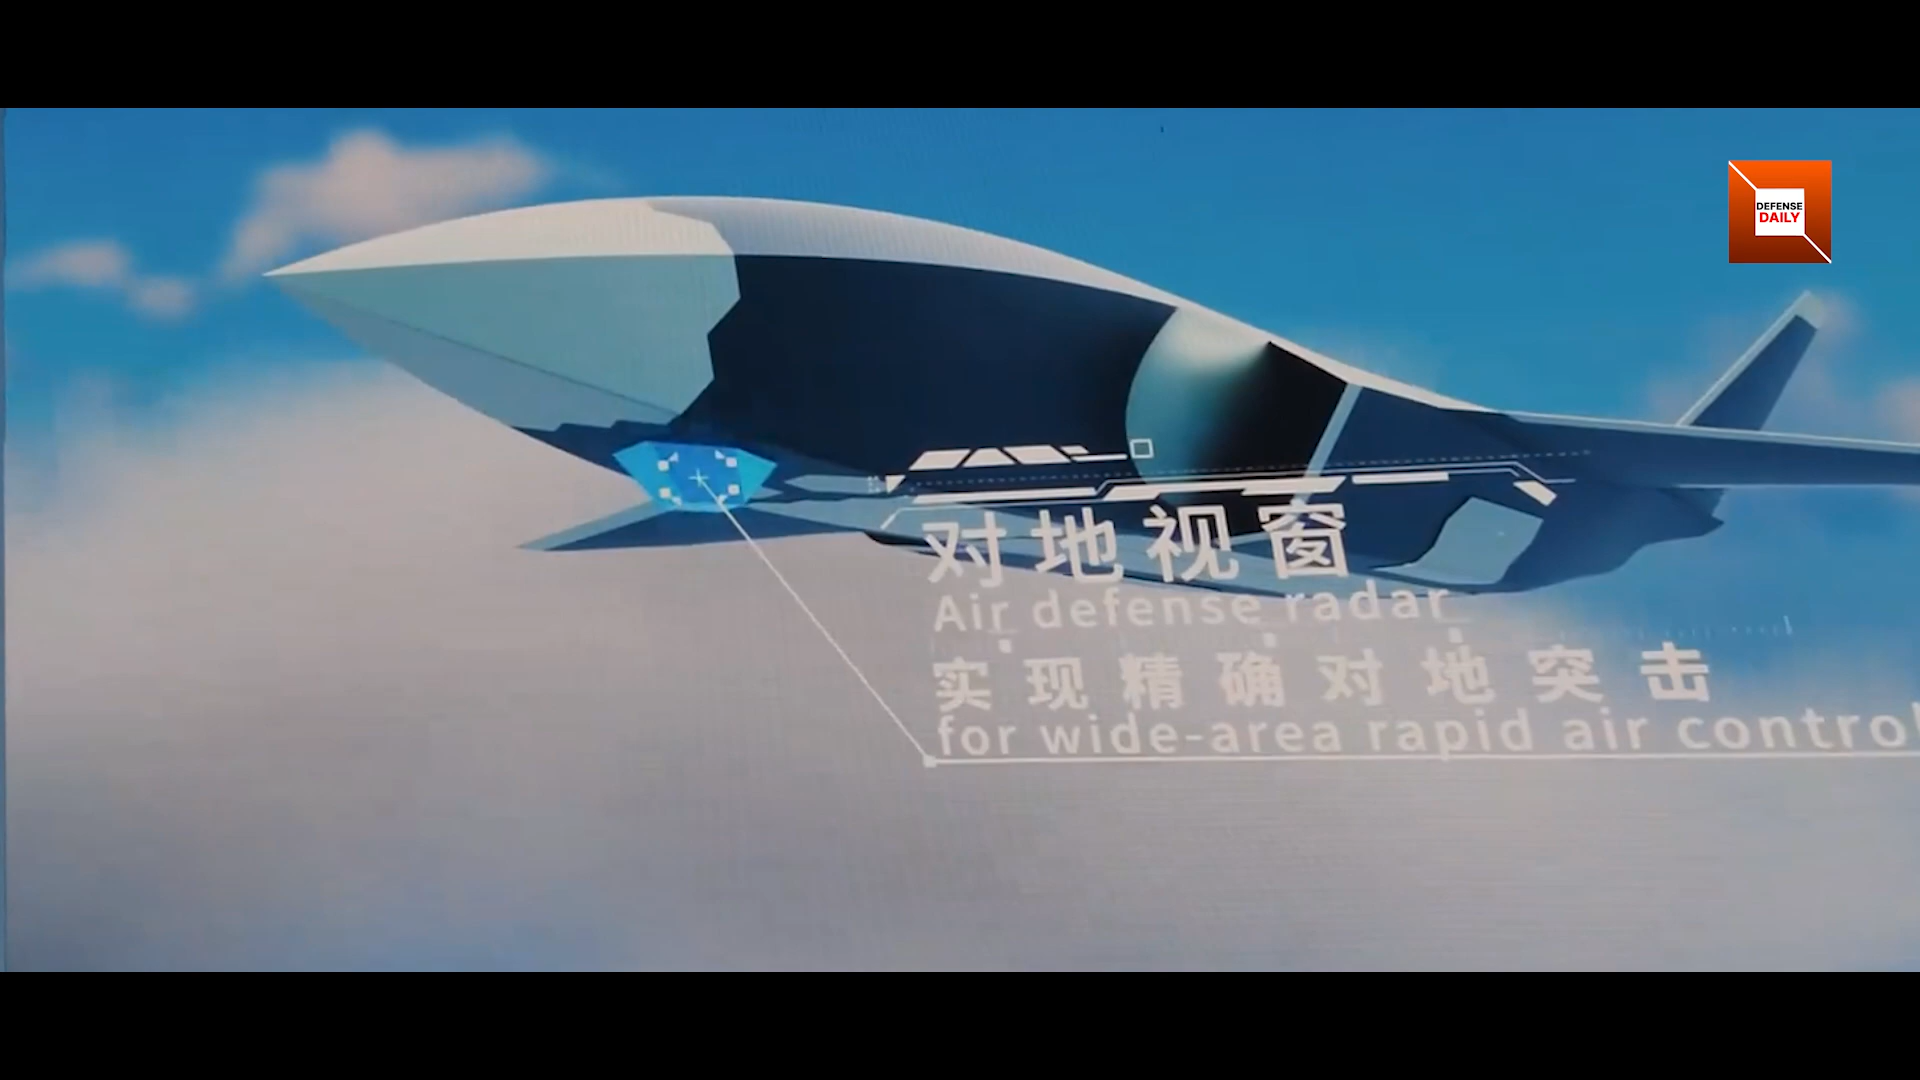 DEFENSE
DAILY
对地视窗
Air defense radar
实现精确对地突击
for wide-area rapid air control